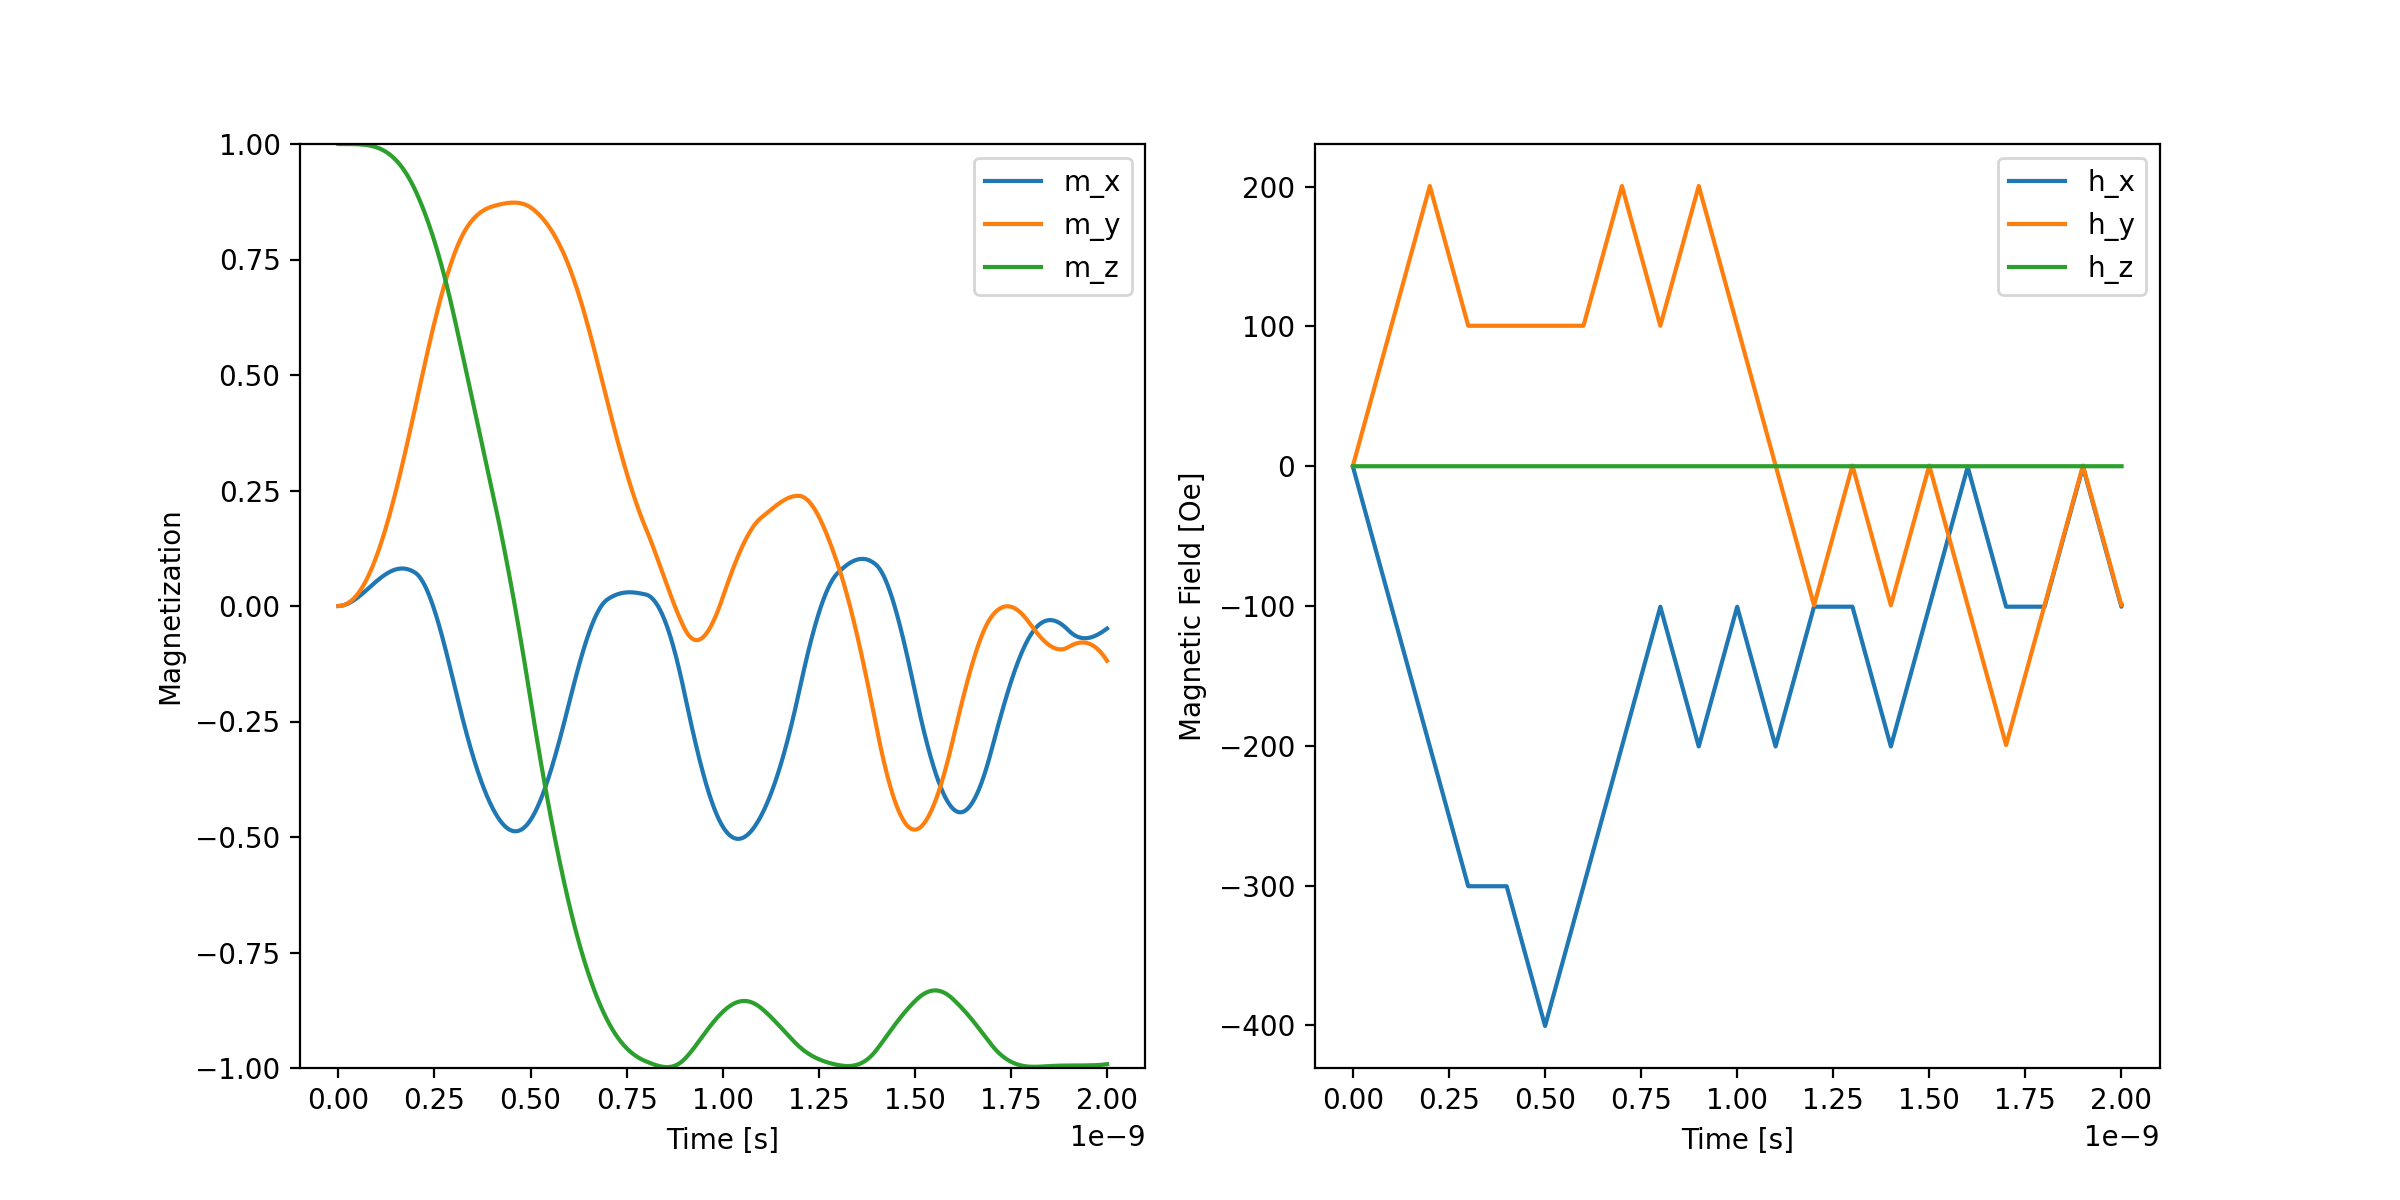 1.00
0.75
0.50
0.25
0.00
−0.25
−0.50
−0.75
−1.00
Magnetization
m_x
m_y
m_z
0.00 0.25 0.50 0.75 1.00 1.25 1.50 1.75 2.00
Time [s]
1e−9
200
100
0
−100
−200
−300
−400
Magnetic Field [Oe]
h_x
h_y
h_z
0.00 0.25 0.50 0.75 1.00 1.25 1.50 1.75 2.00
Time [s]
1e−9